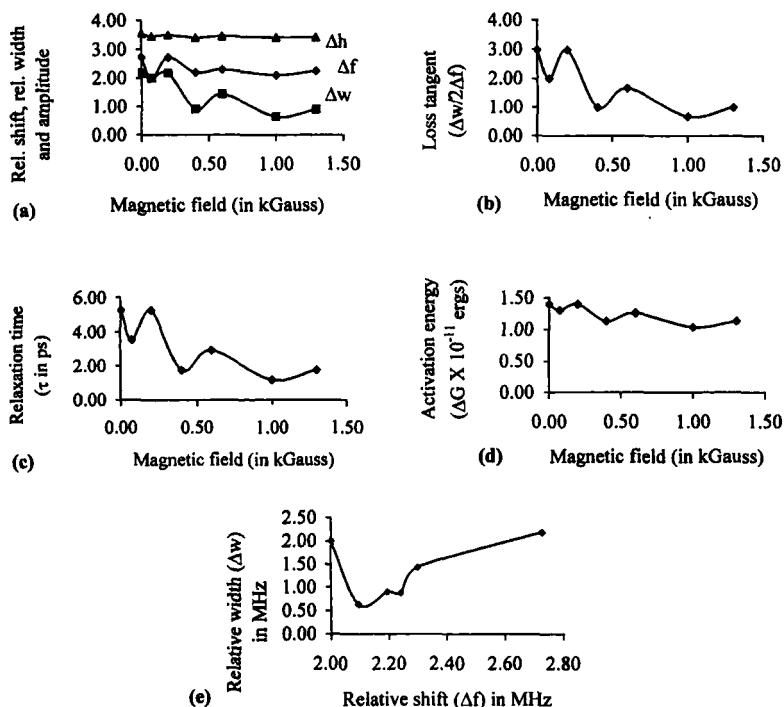 Rel. shift, rel. width
and amplitude
4.00
3.00
2.00
1.00
0.00
Δh
Δf
Δw
0.00 0.50 1.00 1.50
Magnetic field (in kGauss)
(a)
Loss tangent
(Δw/2Δf)
4.00
3.00
2.00
1.00
0.00
0.00 0.50 1.00 1.50
Magnetic field (in kGauss)
(b)
Relaxation time
(τ in ps)
6.00
4.00
2.00
0.00
0.00 0.50 1.00 1.50
Magnetic field (in kGauss)
(c)
Activation energy
(ΔG X 10⁻¹¹ ergs)
1.50
1.00
0.50
0.00
0.00 0.50 1.00 1.50
Magnetic field (in kGauss)
(d)
Relative width (Δw)
in MHz
2.50
2.00
1.50
1.00
0.50
0.00
2.00 2.20 2.40 2.60 2.80
(e) Relative shift (Δf) in MHz